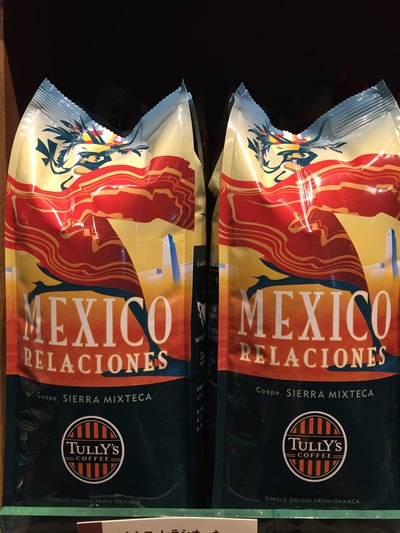 MEXICO
RELACIONES
Coope. SIERRA MIXTECA
TULLY'S
COFFEE
SINGLE ORIGIN FROM OAXACA
MEXICO
RELACIONES
Coope. SIERRA MIXTECA
TULLY'S
COFFEE
SINGLE ORIGIN FROM OAXACA